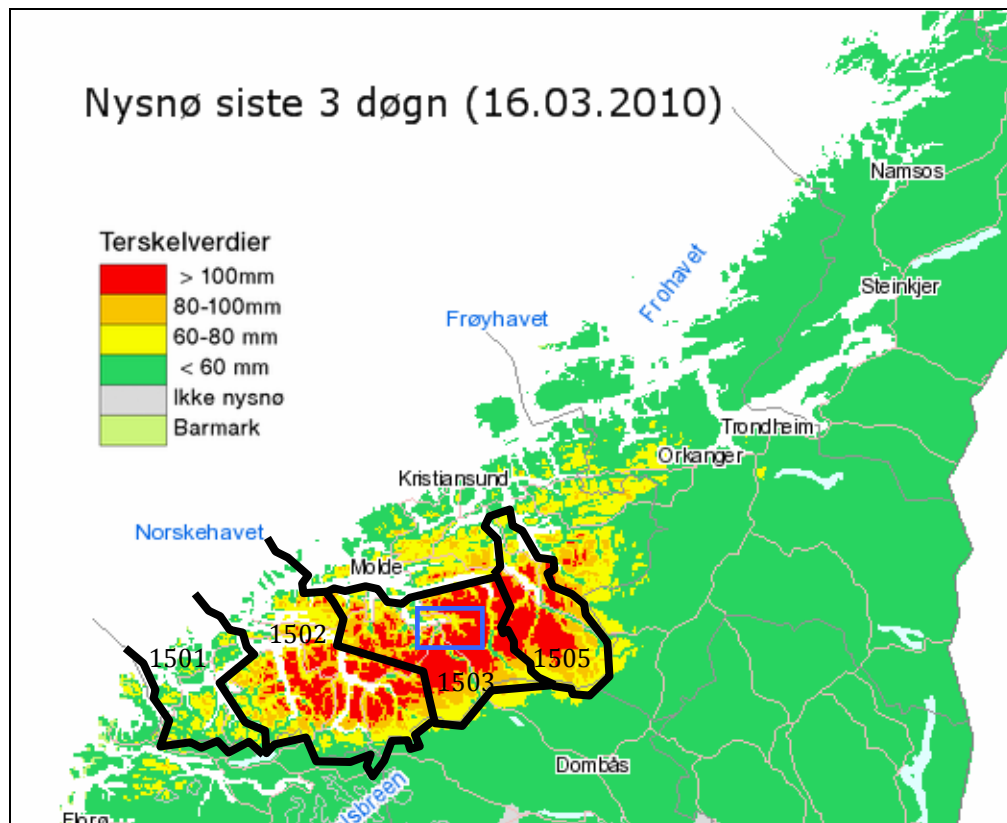 Nysnø siste 3 døgn (16.03.2010)
Namsos
Terskelverdier
> 100mm
80-100mm
60-80 mm
< 60 mm
Ikke nysnø
Barmark
Frohavet
Steinkjer
Frøyhavet
Trondheim
Orkanger
Kristiansund
Norskehavet
Molde
1502
1501
1505
1503
Dombås
lsbreen